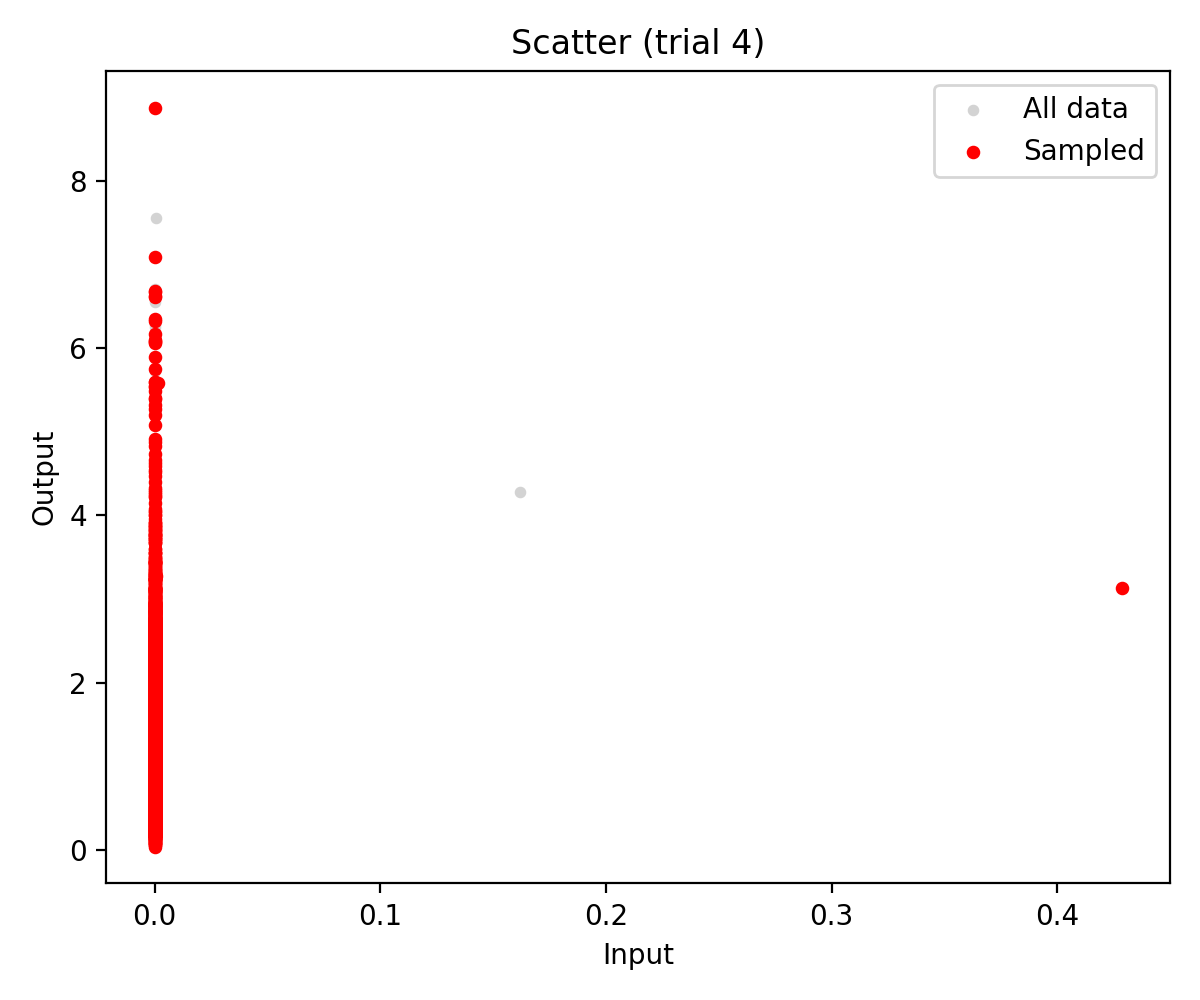 Scatter (trial 4)
All data
Sampled
8
6
4
2
0
Output
0.0 0.1 0.2 0.3 0.4
Input